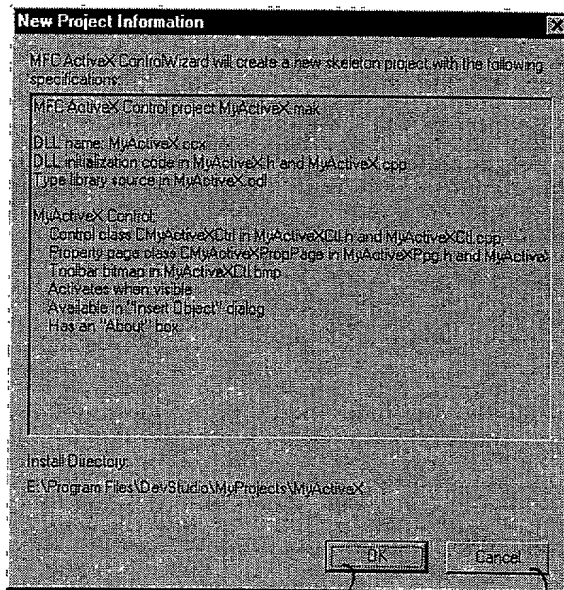 New Project Information
MFC ActiveX ControlWizard will create a new skeleton project with the following
specifications:
MFC ActiveX Control project MyActiveX.mak
DLL name: MyActiveX.ocx
DLL initialization code in MyActiveX.h and MyActiveX.cpp
Type library source in MyActiveX.odl
MyActiveX Control:
Control class CMyActiveXCtrl in MyActiveXCtl.h and MyActiveXCtl.cpp
Property page class CMyActiveXPropPage in MyActiveXPpg.h and MyActive
Toolbar bitmap in MyActiveXCtl.bmp
Activates when visible
Available in "Insert Object" dialog
Has an "About" box
Install Directory:
E:\Program Files\DevStudio\MyProjects\MyActiveX
OK
Cancel